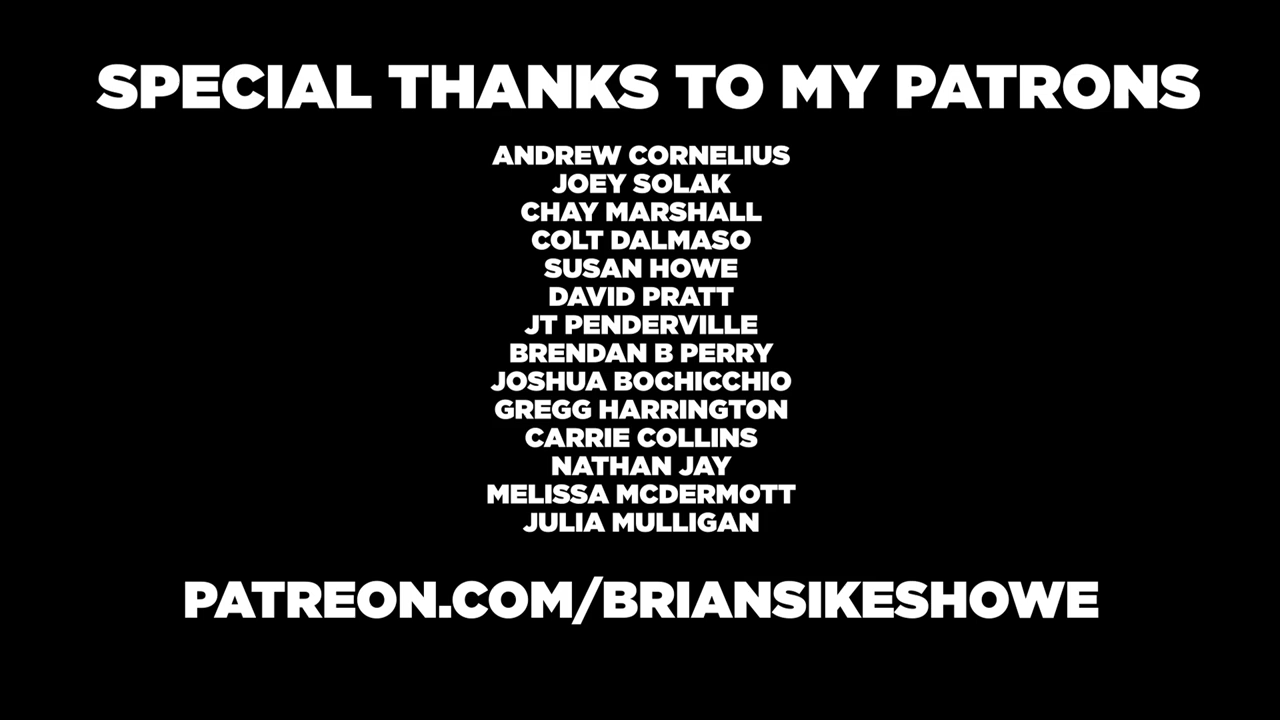 SPECIAL THANKS TO MY PATRONS
ANDREW CORNELIUS
JOEY SOLAK
CHAY MARSHALL
COLT DALMASO
SUSAN HOWE
DAVID PRATT
JT PENDERVILLE
BRENDAN B PERRY
JOSHUA BOCHICCHIO
GREGG HARRINGTON
CARRIE COLLINS
NATHAN JAY
MELISSA MCDERMOTT
JULIA MULLIGAN
PATREON.COM/BRIANSIKESHOWE